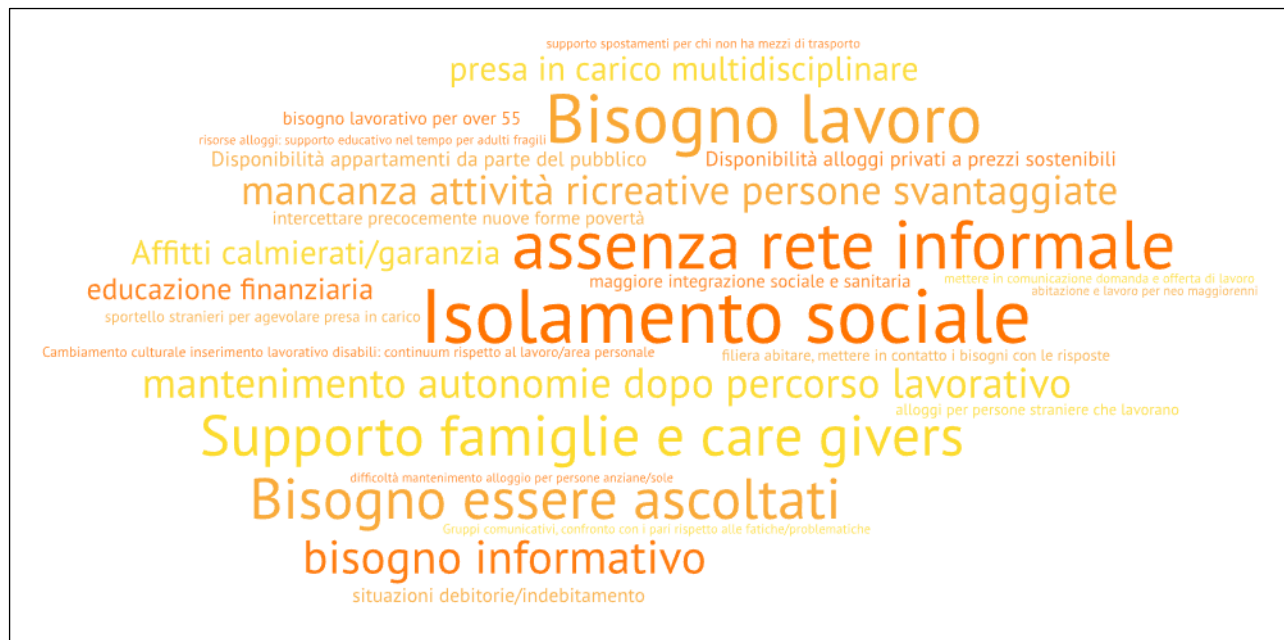 supporto spostamenti per chi non ha mezzi di trasporto
presa in carico multidisciplinare
Bisogno lavoro
bisogno lavorativo per over 55
risorse alloggi: supporto educativo nel tempo per adulti fragili
Disponibilità appartamenti da parte del pubblico
Disponibilità alloggi privati a prezzi sostenibili
mancanza attività ricreative persone svantaggiate
intercettare precocemente nuove forme povertà
Affitti calmierati/garanzia
assenza rete informale
maggiore integrazione sociale e sanitaria
mettere in comunicazione domanda e offerta di lavoro
educazione finanziaria
abitazione e lavoro per neo maggiorenni
sportello stranieri per agevolare presa in carico
Isolamento sociale
Cambiamento culturale inserimento lavorativo disabili: continuum rispetto al lavoro/area personale
filiera abitare, mettere in contatto i bisogni con le risposte
mantenimento autonomie dopo percorso lavorativo
alloggi per persone straniere che lavorano
Supporto famiglie e care givers
difficoltà mantenimento alloggio per persone anziane/sole
Bisogno essere ascoltati
Gruppi comunicativi, confronto con i pari rispetto alle fatiche/problematiche
bisogno informativo
situazioni debitorie/indebitamento